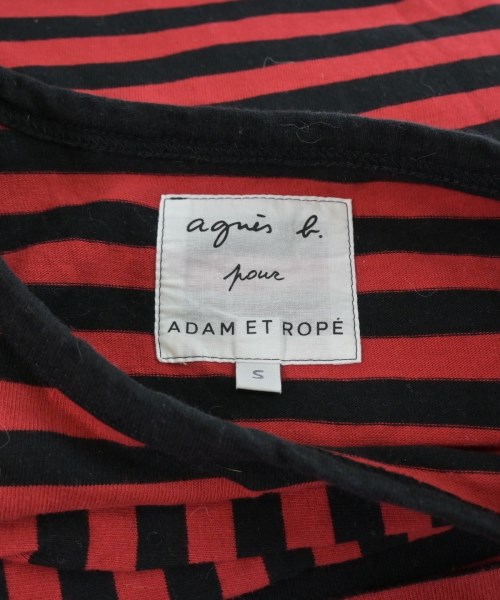 agnès b.
pour
ADAM ET ROPÉ
S